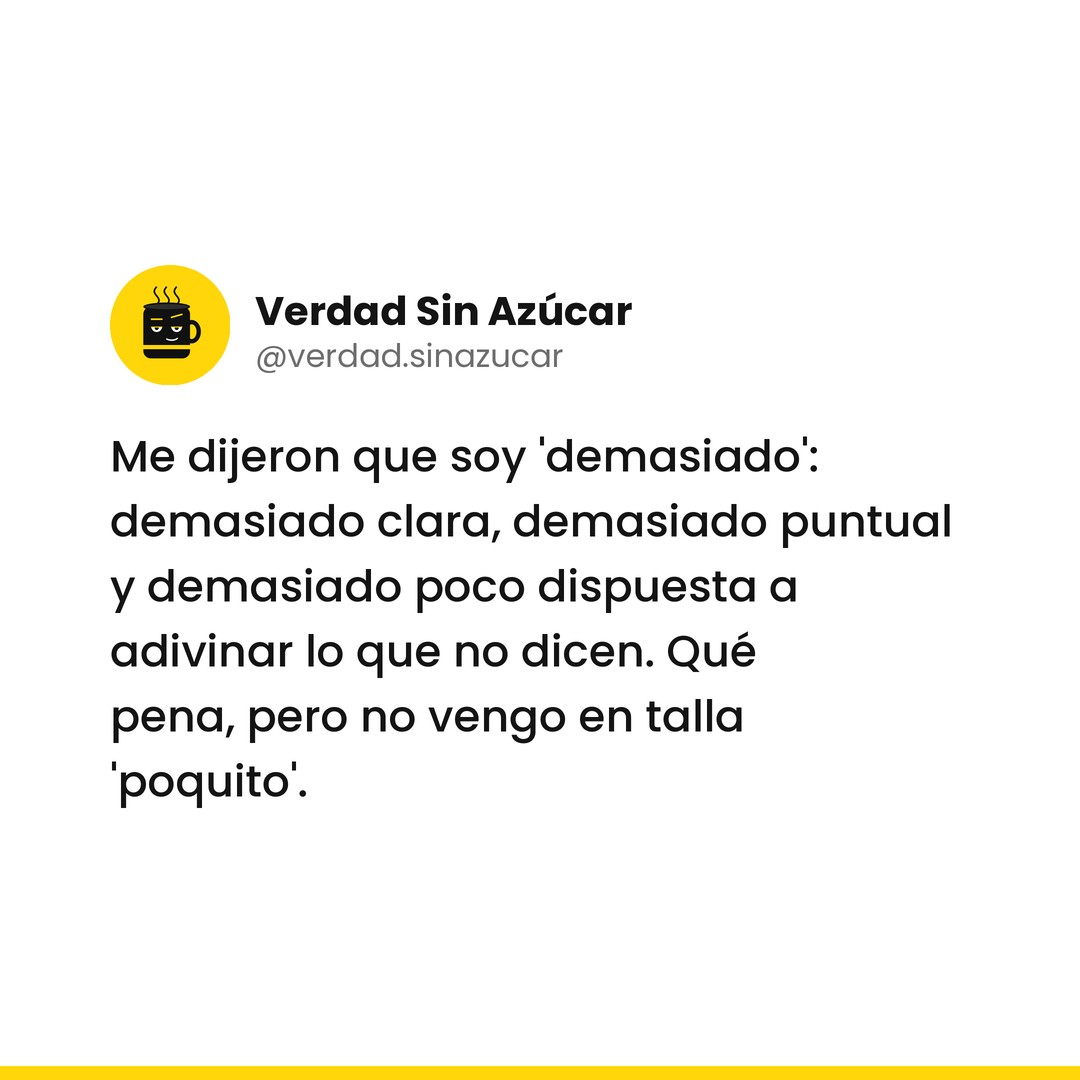 Verdad Sin Azúcar
@verdad.sinazucar
Me dijeron que soy 'demasiado':
demasiado clara, demasiado puntual
y demasiado poco dispuesta a
adivinar lo que no dicen. Qué
pena, pero no vengo en talla
'poquito'.